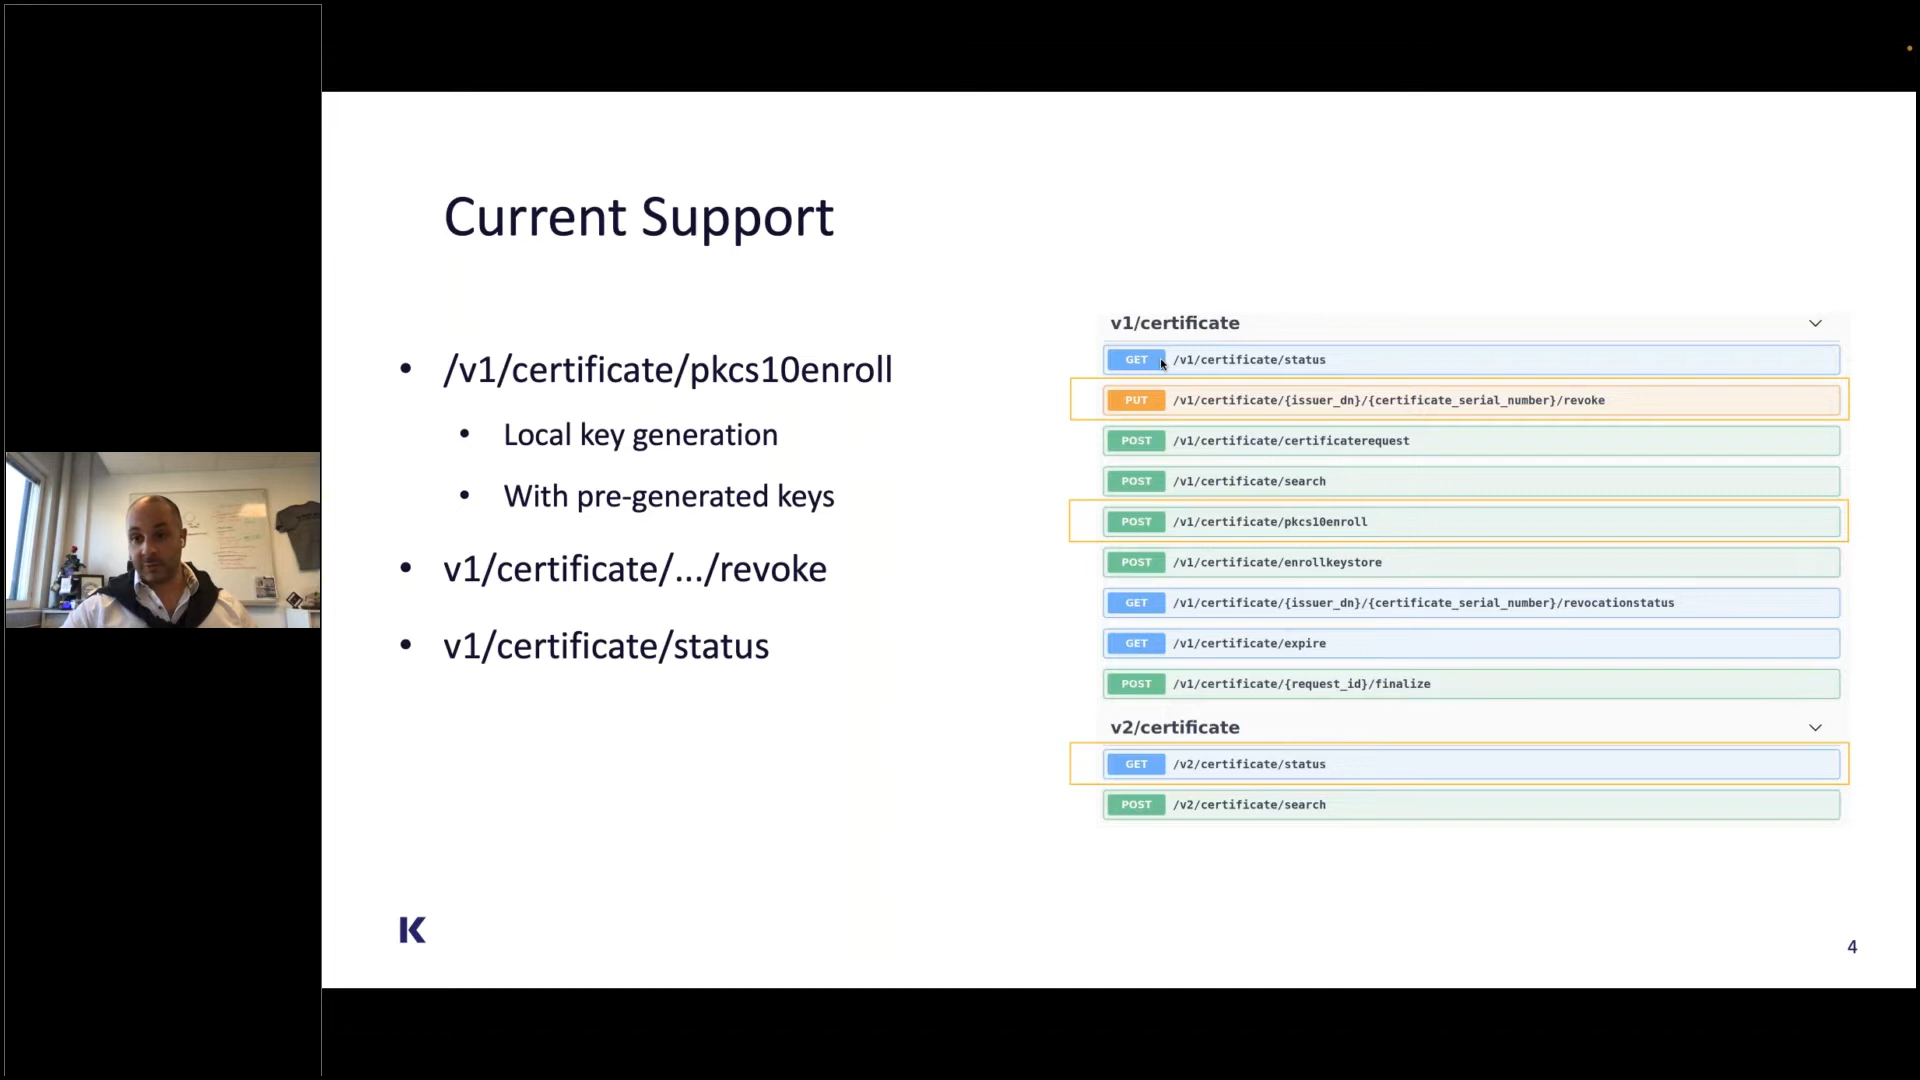 Current Support
• /v1/certificate/pkcs10enroll
• Local key generation
• With pre-generated keys
• v1/certificate/.../revoke
• v1/certificate/status
v1/certificate
GET /v1/certificate/status
PUT /v1/certificate/{issuer_dn}/{certificate_serial_number}/revoke
POST /v1/certificate/certificaterequest
POST /v1/certificate/search
POST /v1/certificate/pkcs10enroll
POST /v1/certificate/enrollkeystore
GET /v1/certificate/{issuer_dn}/{certificate_serial_number}/revocationstatus
GET /v1/certificate/expire
POST /v1/certificate/{request_id}/finalize
v2/certificate
GET /v2/certificate/status
POST /v2/certificate/search
K
4